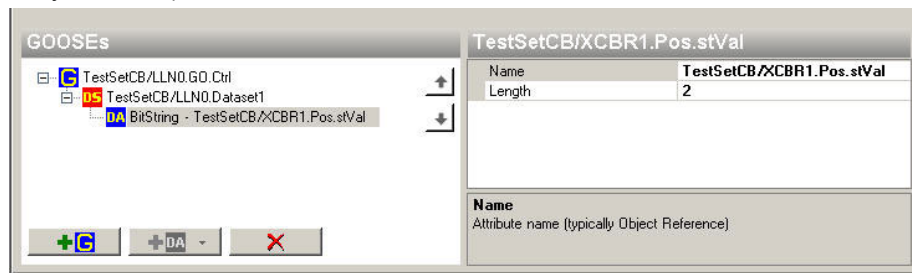 GOOSEs
TestSetCB/XCBR1.Pos.stVal
G TestSetCB/LLN0.GO.Ctrl
DS TestSetCB/LLN0.Dataset1
DA BitString - TestSetCB/XCBR1.Pos.stVal
Name TestSetCB/XCBR1.Pos.stVal
Length 2
Name
Attribute name (typically Object Reference)
+G +DA